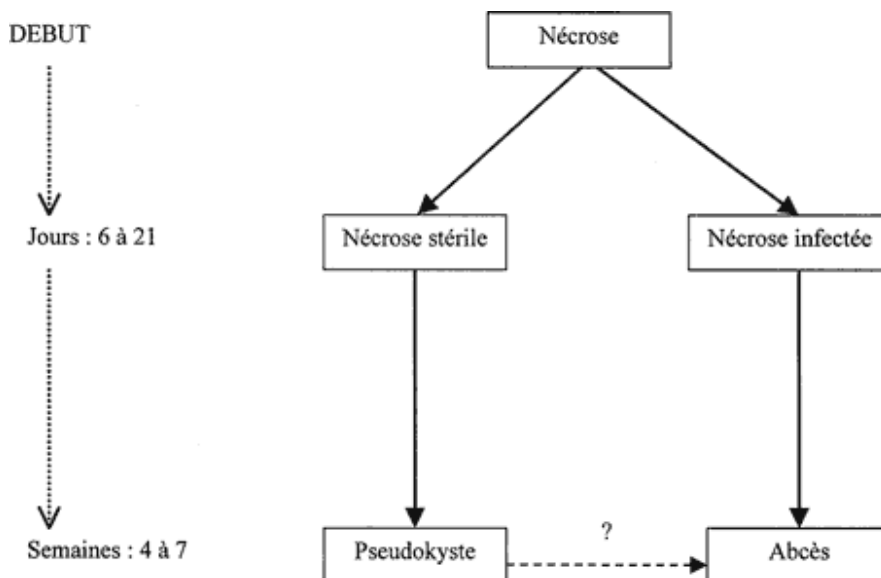 DEBUT
Nécrose
Jours : 6 à 21
Nécrose stérile
Nécrose infectée
?
Semaines : 4 à 7
Pseudokyste
Abcès